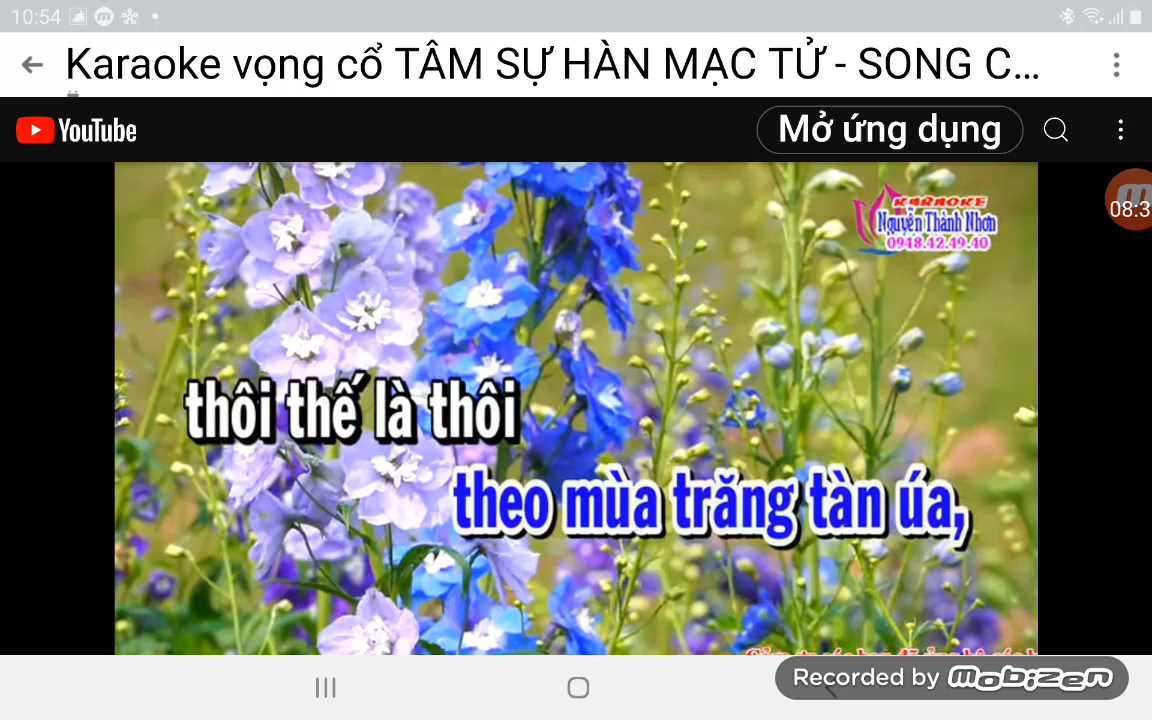 10:54
Karaoke vọng cổ TÂM SỰ HÀN MẠC TỬ - SONG C...
YouTube
Mở ứng dụng
08:3
KARAOKE
Nguyễn Thành Nhơn
0948.42.49.40
thôi thế là thôi
theo mùa trăng tàn úa,
Recorded by mobizen